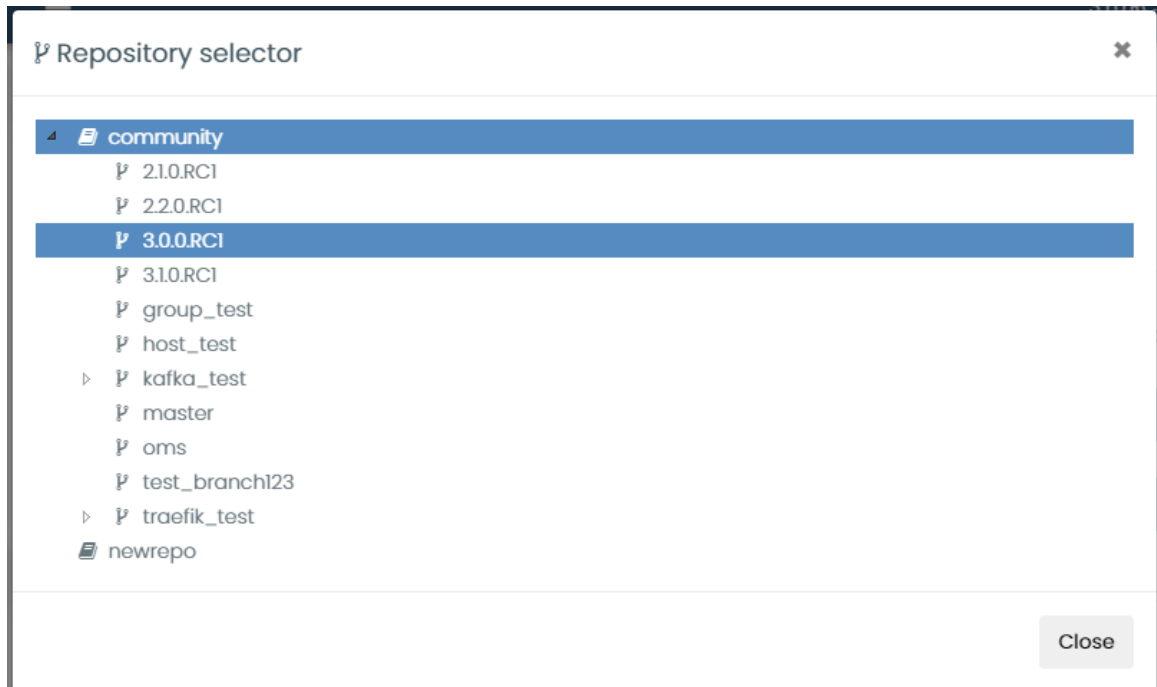 Repository selector
community
2.1.0.RC1
2.2.0.RC1
3.0.0.RC1
3.1.0.RC1
group_test
host_test
kafka_test
master
oms
test_branch123
traefik_test
newrepo
Close